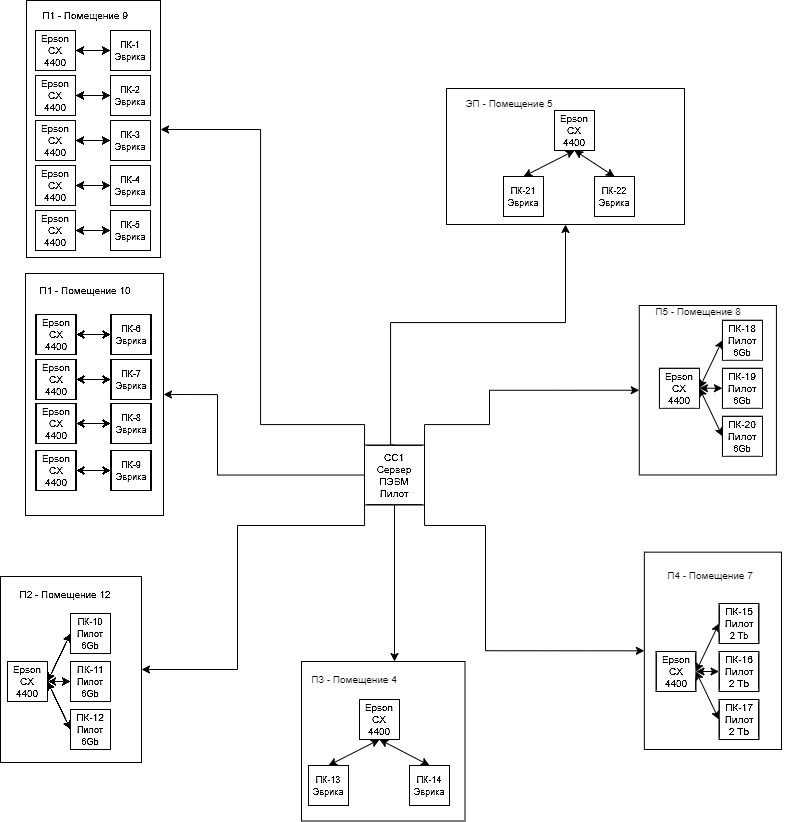 П1 - Помещение 9
Epson
CX
4400
ПК-1
Эврика
Epson
CX
4400
ПК-2
Эврика
Epson
CX
4400
ПК-3
Эврика
Epson
CX
4400
ПК-4
Эврика
Epson
CX
4400
ПК-5
Эврика
ЭП - Помещение 5
Epson
CX
4400
ПК-21
Эврика
ПК-22
Эврика
П1 - Помещение 10
Epson
CX
4400
ПК-6
Эврика
Epson
CX
4400
ПК-7
Эврика
Epson
CX
4400
ПК-8
Эврика
Epson
CX
4400
ПК-9
Эврика
П5 - Помещение 8
Epson
CX
4400
ПК-18
Пилот
6Gb
ПК-19
Пилот
6Gb
ПК-20
Пилот
6Gb
СС1
Сервер
ПЭВМ
Пилот
П2 - Помещение 12
Epson
CX
4400
ПК-10
Пилот
6Gb
ПК-11
Пилот
6Gb
ПК-12
Пилот
6Gb
П3 - Помещение 4
Epson
CX
4400
ПК-13
Эврика
ПК-14
Эврика
П4 - Помещение 7
Epson
CX
4400
ПК-15
Пилот
2 Tb
ПК-16
Пилот
2 Tb
ПК-17
Пилот
2 Tb